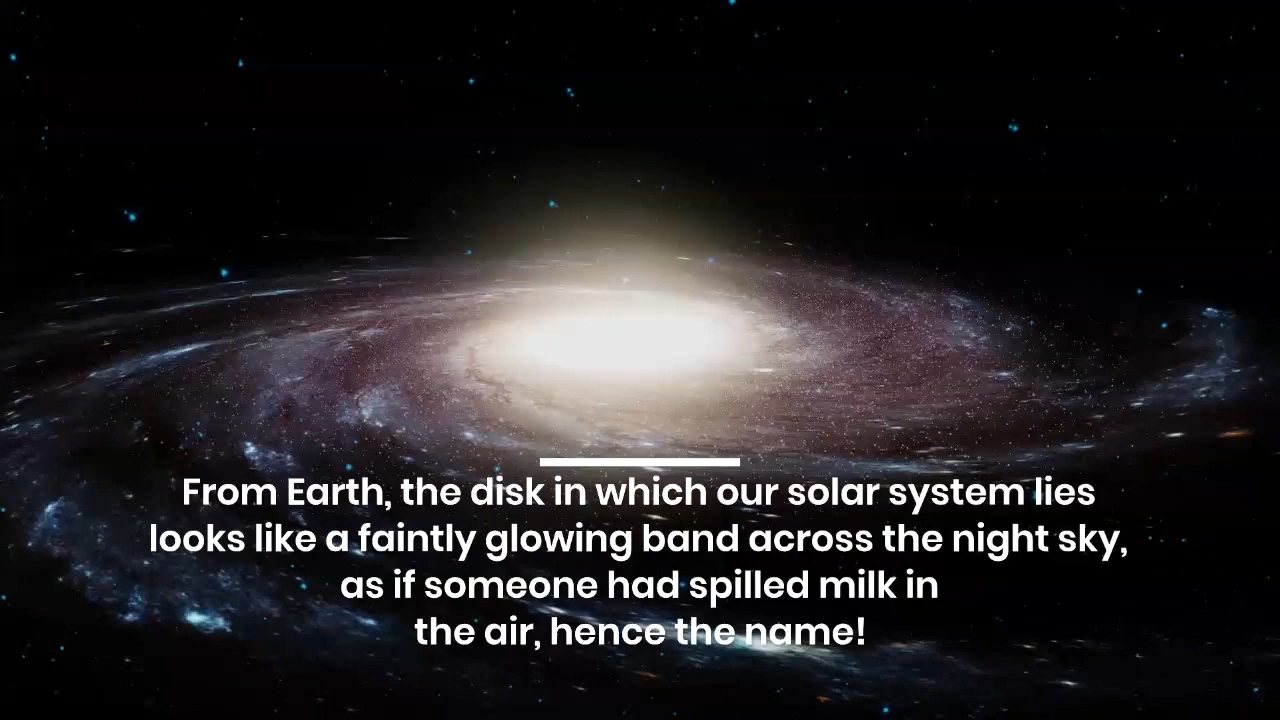 From Earth, the disk in which our solar system lies
looks like a faintly glowing band across the night sky,
as if someone had spilled milk in
the air, hence the name!